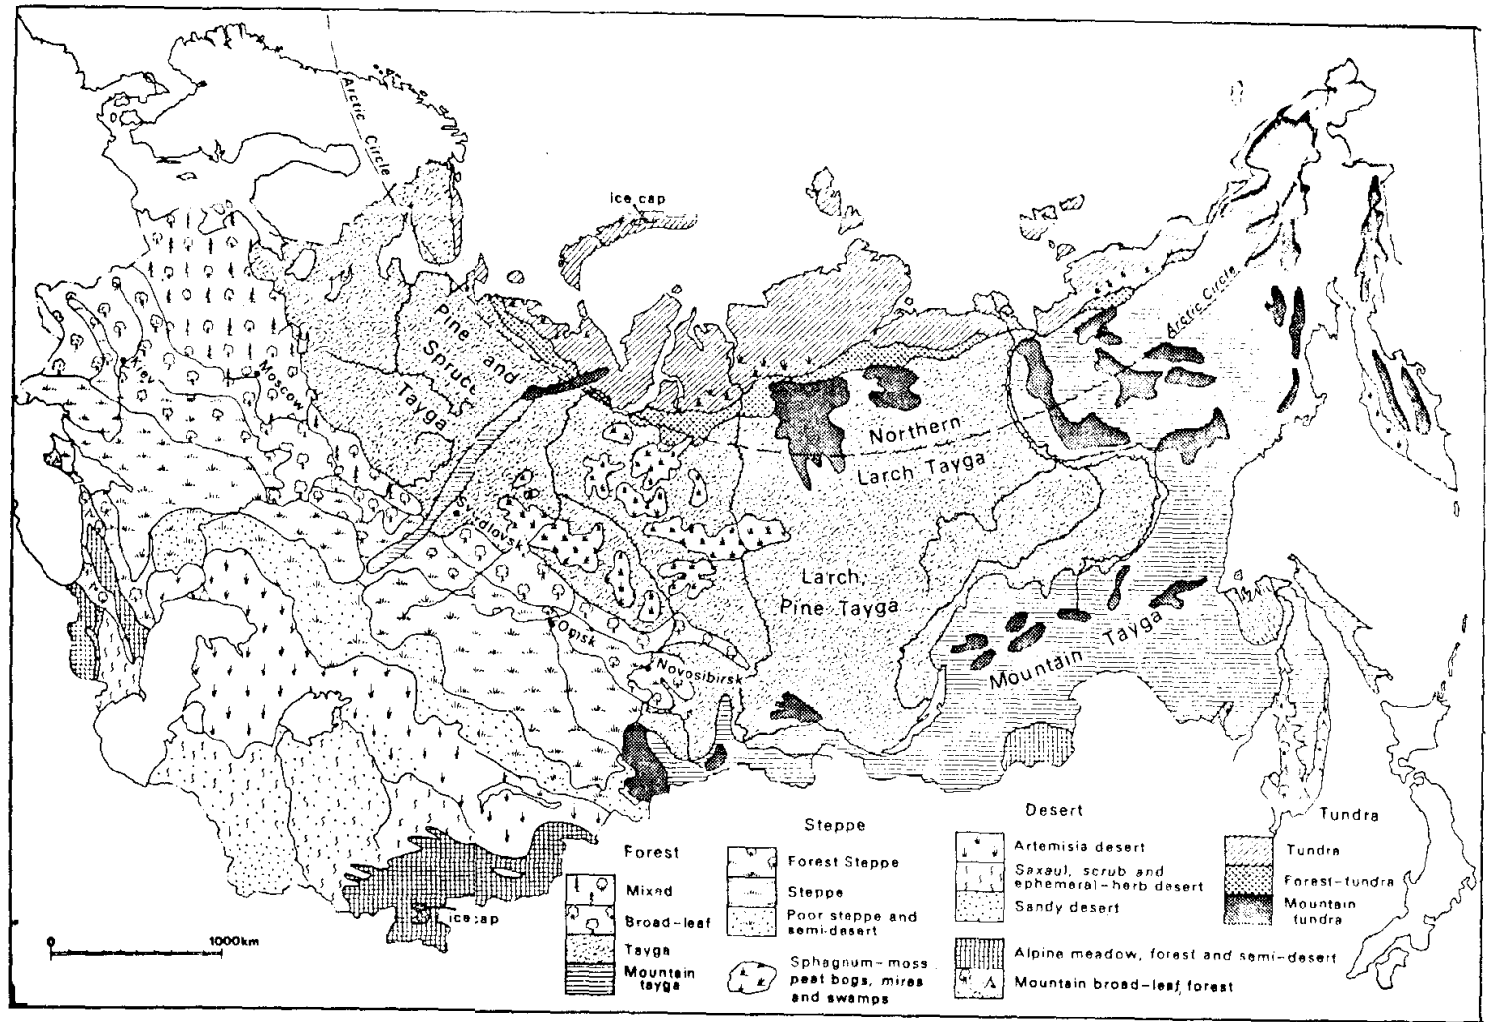 Arctic Circle
ice cap
Arctic Circle
Pine and
Spruce
Tayga
Kiev
Moscow
Northern
Larch Tayga
Sverdlovsk
Larch,
Pine Tayga
Omsk
Novosibirsk
Mountain Tayga
ice cap
0 1000km
Forest
Mixed
Broad-leaf
Tayga
Mountain
tayga
Steppe
Forest Steppe
Steppe
Poor steppe and
semi-desert
Sphagnum-moss
peat bogs, mires
and swamps
Desert
Artemisia desert
Saxaul, scrub and
ephemeral-herb desert
Sandy desert
Alpine meadow, forest and semi-desert
Mountain broad-leaf forest
Tundra
Tundra
Forest-tundra
Mountain
tundra